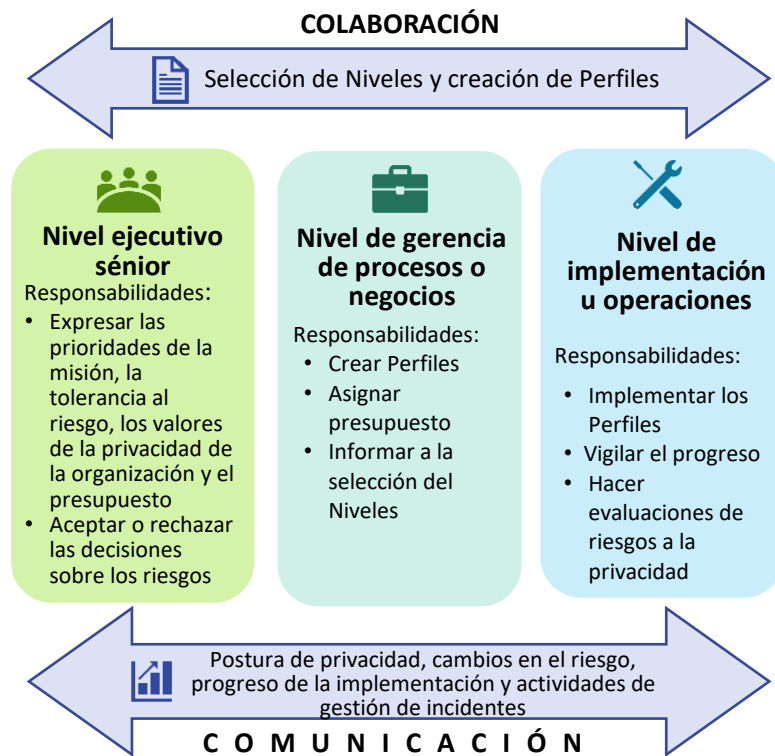 COLABORACIÓN
Selección de Niveles y creación de Perfiles
Nivel ejecutivo
sénior
Responsabilidades:
• Expresar las
prioridades de la
misión, la
tolerancia al
riesgo, los valores
de la privacidad de
la organización y el
presupuesto
• Aceptar o rechazar
las decisiones
sobre los riesgos
Nivel de gerencia
de procesos o
negocios
Responsabilidades:
• Crear Perfiles
• Asignar
presupuesto
• Informar a la
selección del
Niveles
Nivel de
implementación
u operaciones
Responsabilidades:
• Implementar los
Perfiles
• Vigilar el progreso
• Hacer
evaluaciones de
riesgos a la
privacidad
Postura de privacidad, cambios en el riesgo,
progreso de la implementación y actividades de
gestión de incidentes
COMUNICACIÓN